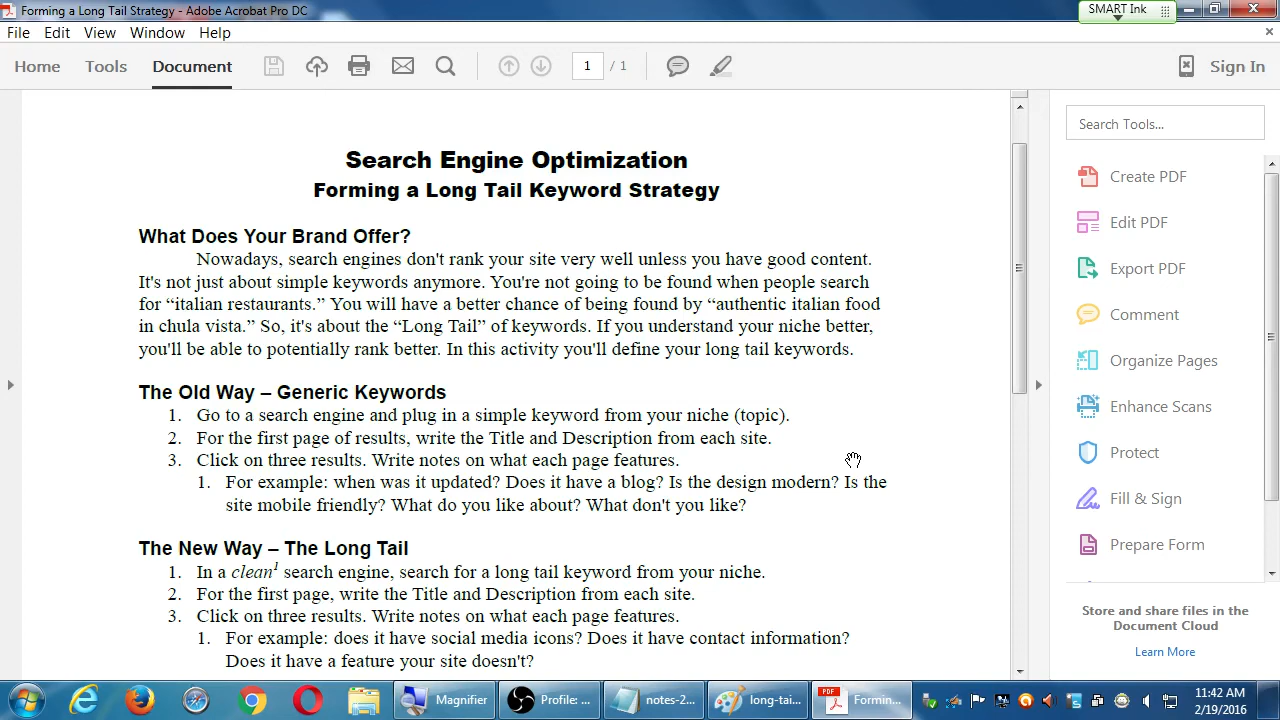 Forming a Long Tail Strategy - Adobe Acrobat Pro DC
SMART Ink
File Edit View Window Help
Home Tools Document 1 / 1 Sign In
Search Tools...
Create PDF
Edit PDF
Export PDF
Comment
Organize Pages
Enhance Scans
Protect
Fill & Sign
Prepare Form
Store and share files in the
Document Cloud
Learn More
Search Engine Optimization
Forming a Long Tail Keyword Strategy
What Does Your Brand Offer?
Nowadays, search engines don't rank your site very well unless you have good content.
It's not just about simple keywords anymore. You're not going to be found when people search
for “italian restaurants.” You will have a better chance of being found by “authentic italian food
in chula vista.” So, it's about the “Long Tail” of keywords. If you understand your niche better,
you'll be able to potentially rank better. In this activity you'll define your long tail keywords.
The Old Way – Generic Keywords
1. Go to a search engine and plug in a simple keyword from your niche (topic).
2. For the first page of results, write the Title and Description from each site.
3. Click on three results. Write notes on what each page features.
1. For example: when was it updated? Does it have a blog? Is the design modern? Is the
site mobile friendly? What do you like about? What don't you like?
The New Way – The Long Tail
1. In a clean1 search engine, search for a long tail keyword from your niche.
2. For the first page, write the Title and Description from each site.
3. Click on three results. Write notes on what each page features.
1. For example: does it have social media icons? Does it have contact information?
Does it have a feature your site doesn't?
Magnifier Profile: ... notes-2... long-tai... PDF Formin...
11:42 AM
2/19/2016